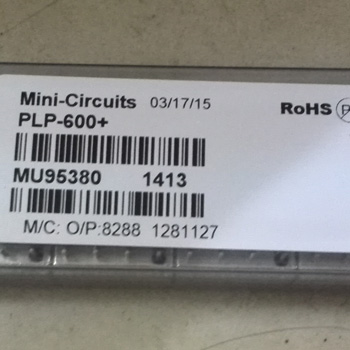 Mini-Circuits 03/17/15
RoHS
PLP-600+
MU95380 1413
M/C: O/P:8288 1281127